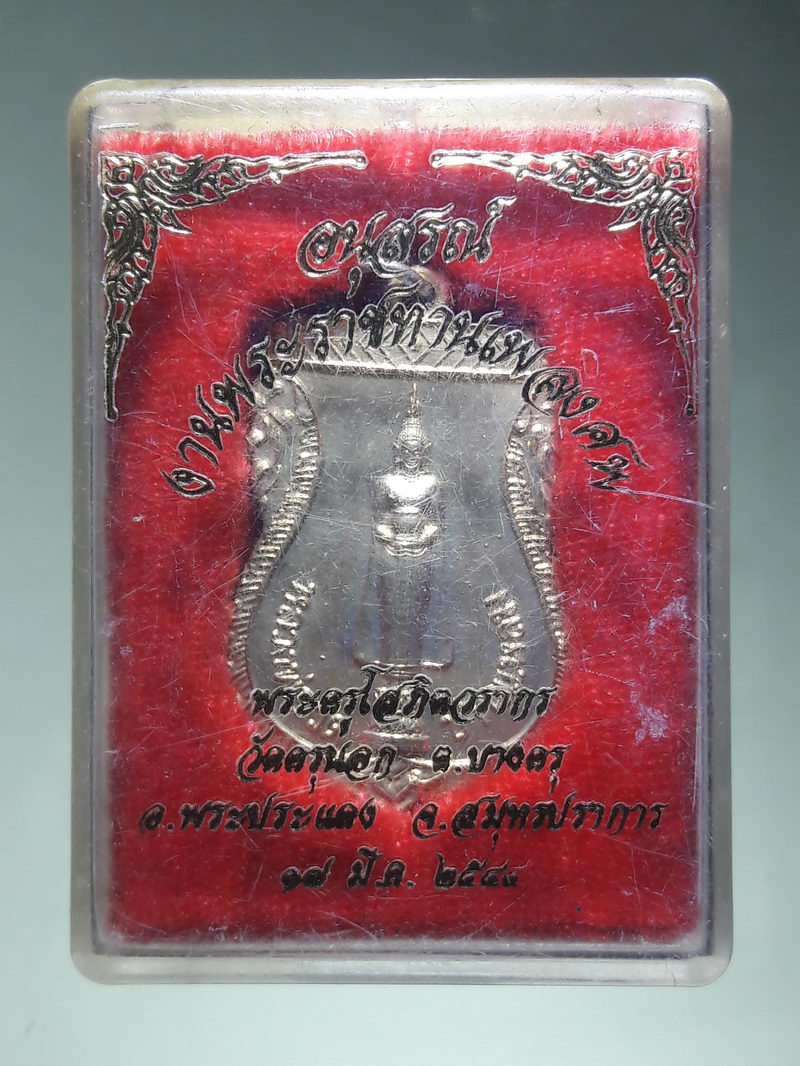 อนุสรณ์
งานพระราชทานเพลิงศพ
พระครูโสภิตวรากร
วัดครุนอก ต.บางครุ
อ.พระประแดง จ.สมุทรปราการ
๑๗ มี.ค. ๒๕๔๔